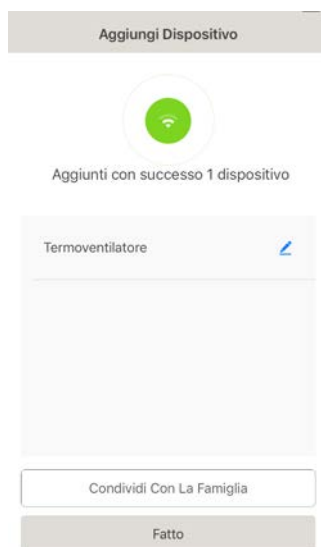 Aggiungi Dispositivo
Aggiunti con successo 1 dispositivo
Termoventilatore
Condividi Con La Famiglia
Fatto